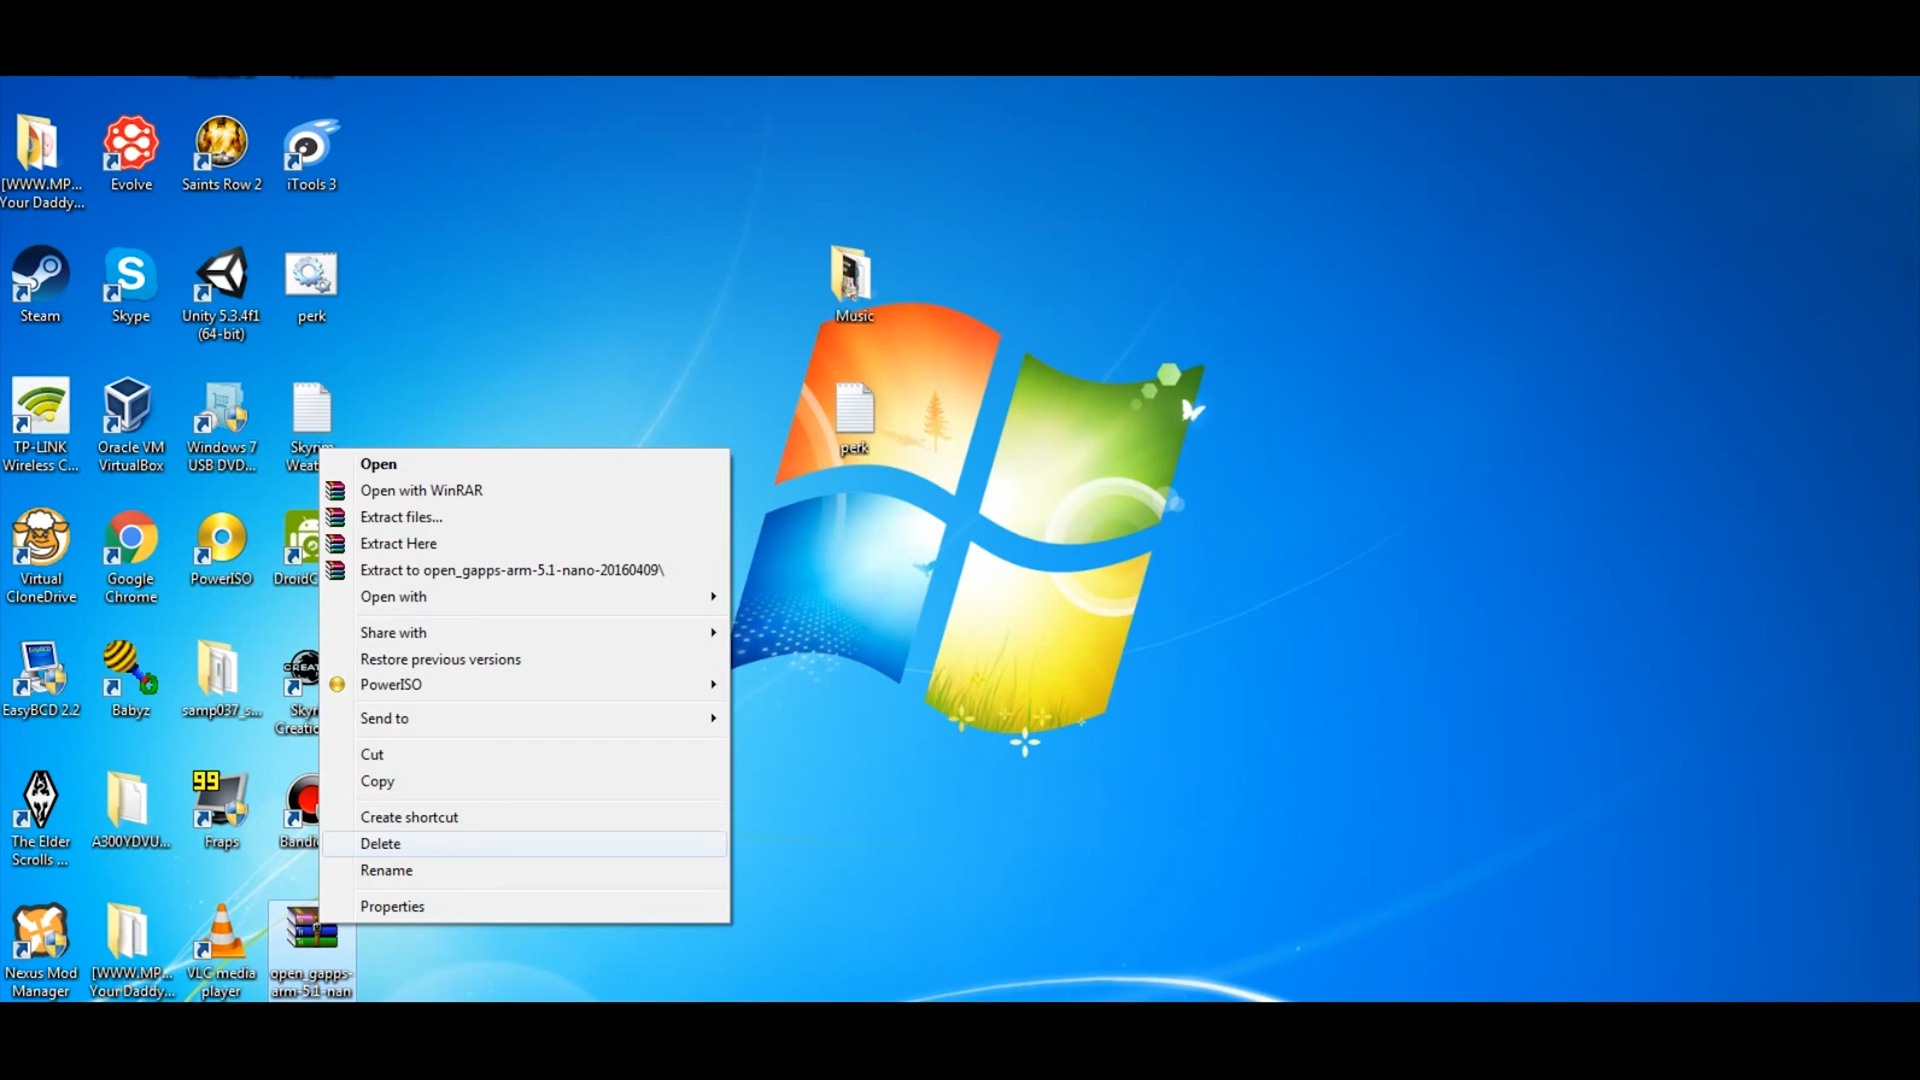 [WWW.MP...
Your Daddy...
Evolve
Saints Row 2
iTools 3
Steam
Skype
Unity 5.3.4f1
(64-bit)
perk
Music
TP-LINK
Wireless C...
Oracle VM
VirtualBox
Windows 7
USB DVD...
Skyrim
Weat
perk
Virtual
CloneDrive
Google
Chrome
PowerISO
DroidC
EasyBCD 2.2
Babyz
samp037_s...
CREAT
Skyr
Creatio
The Elder
Scrolls ...
A300YDVU...
99
Fraps
Bandic
Nexus Mod
Manager
[WWW.MP...
Your Daddy...
VLC media
player
open_gapps-
arm-5.1-nan
Open
Open with WinRAR
Extract files...
Extract Here
Extract to open_gapps-arm-5.1-nano-20160409\
Open with
Share with
Restore previous versions
PowerISO
Send to
Cut
Copy
Create shortcut
Delete
Rename
Properties